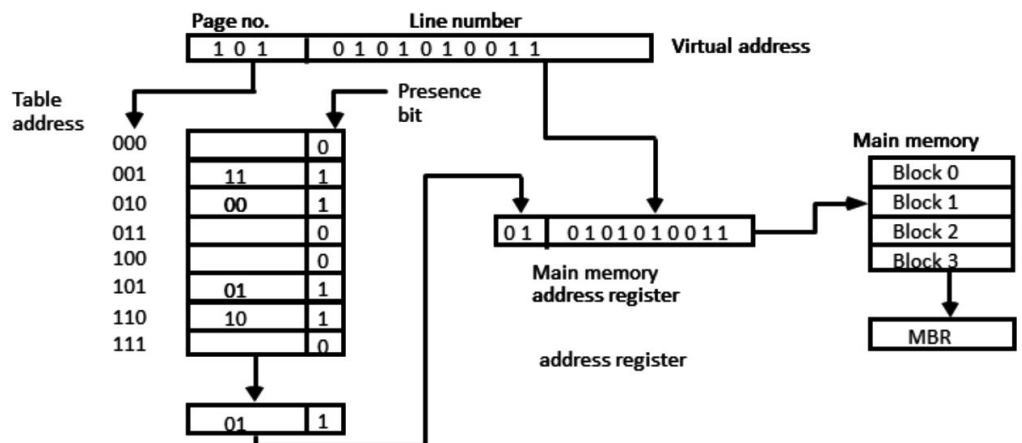 Page no. Line number
1 0 1 0 1 0 1 0 1 0 0 1 1 Virtual address
Table address
Presence bit
000 0
001 11 1
010 00 1
011 0
100 0
101 01 1
110 10 1
111 0
01 1
0 1 0 1 0 1 0 1 0 0 1 1
Main memory
address register
address register
Main memory
Block 0
Block 1
Block 2
Block 3
MBR